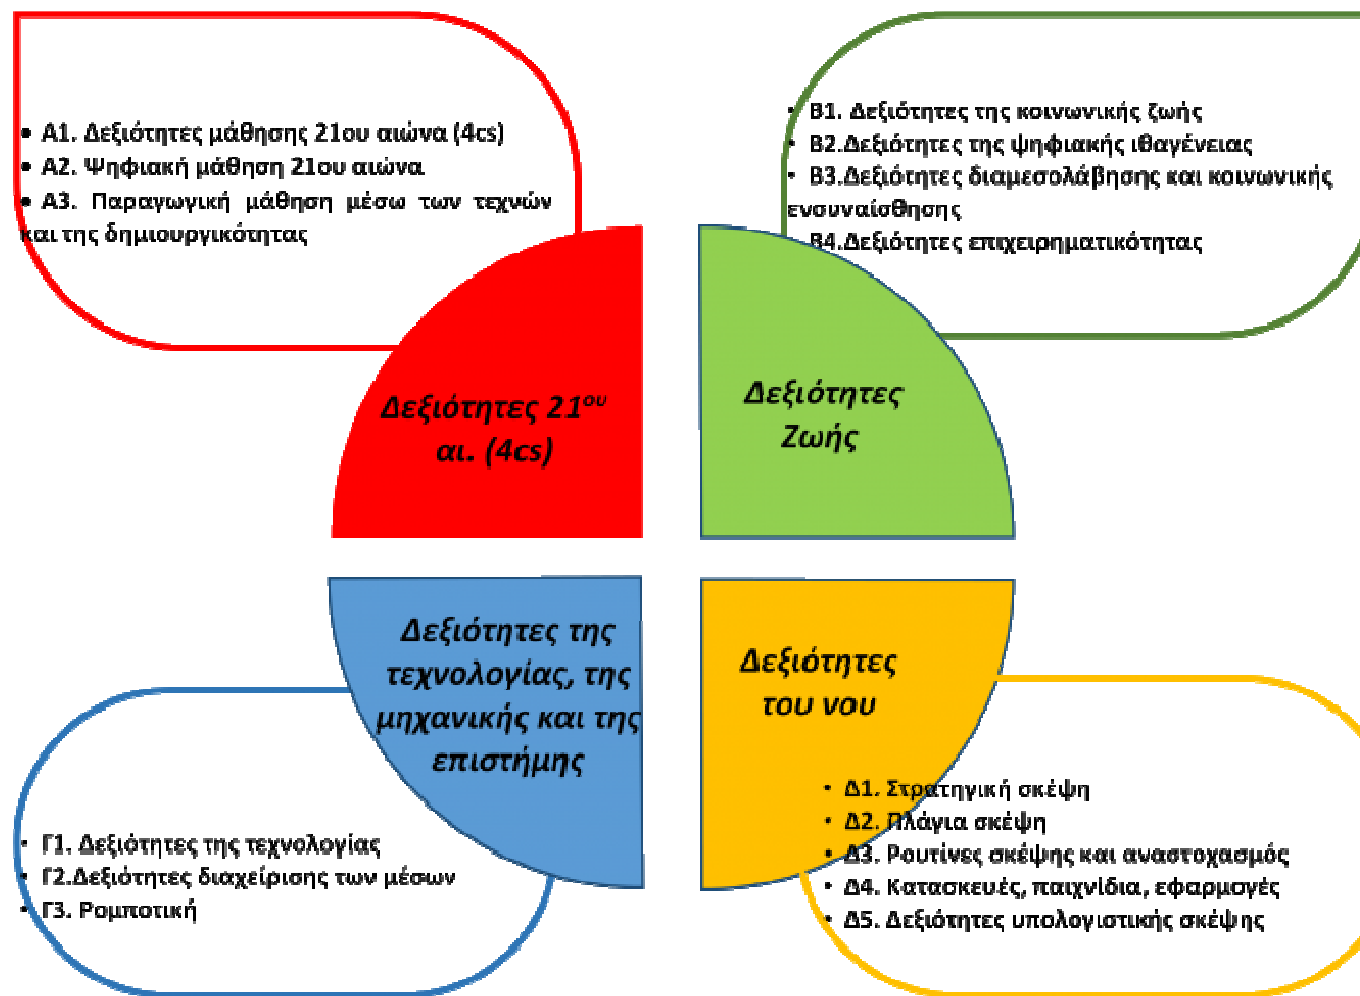 • Α1. Δεξιότητες μάθησης 21ου αιώνα (4cs)
• Α2. Ψηφιακή μάθηση 21ου αιώνα
• Α3. Παραγωγική μάθηση μέσω των τεχνών
και της δημιουργικότητας
• Β1. Δεξιότητες της κοινωνικής ζωής
• Β2.Δεξιότητες της ψηφιακής ιθαγένειας
• Β3.Δεξιότητες διαμεσολάβησης και κοινωνικής
ενσυναίσθησης
• Β4.Δεξιότητες επιχειρηματικότητας
Δεξιότητες 21ου
αι. (4cs)
Δεξιότητες
Ζωής
Δεξιότητες της
τεχνολογίας, της
μηχανικής και της
επιστήμης
Δεξιότητες
του νου
• Γ1. Δεξιότητες της τεχνολογίας
• Γ2.Δεξιότητες διαχείρισης των μέσων
• Γ3. Ρομποτική
• Δ1. Στρατηγική σκέψη
• Δ2. Πλάγια σκέψη
• Δ3. Ρουτίνες σκέψης και αναστοχασμός
• Δ4. Κατασκευές, παιχνίδια, εφαρμογές
• Δ5. Δεξιότητες υπολογιστικής σκέψης